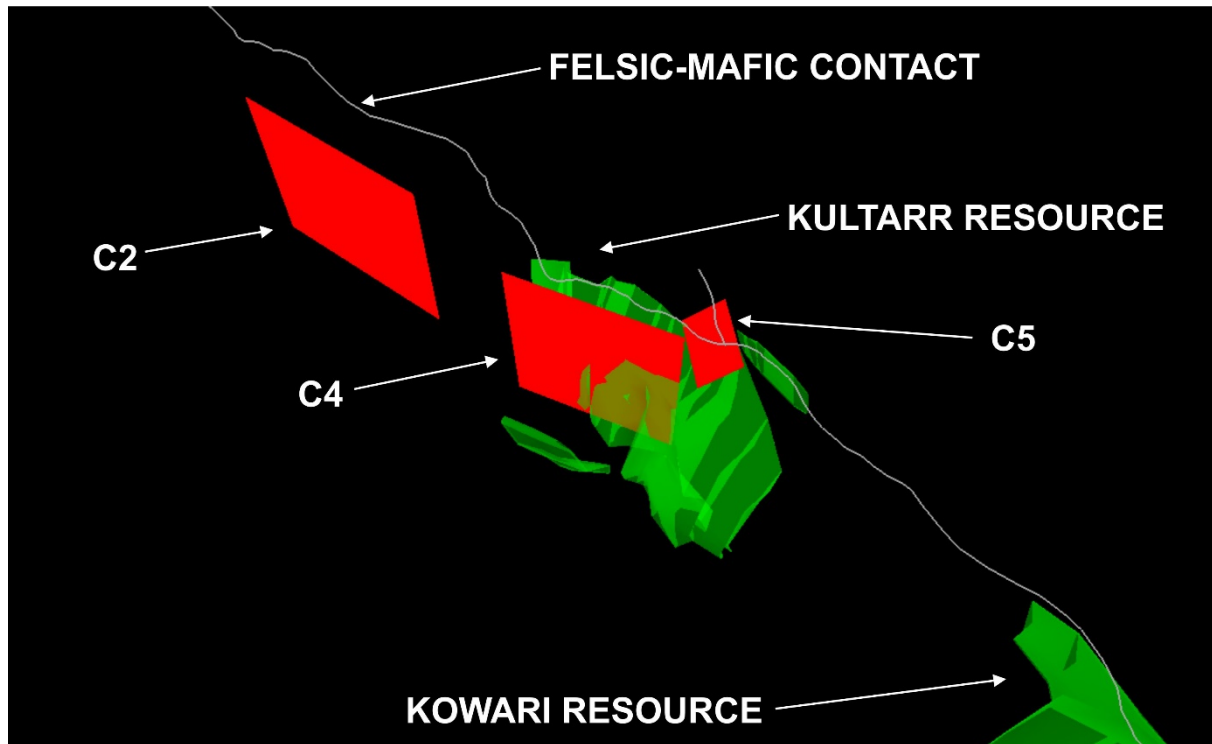 FELSIC-MAFIC CONTACT
KULTARR RESOURCE
C2
C5
C4
KOWARI RESOURCE